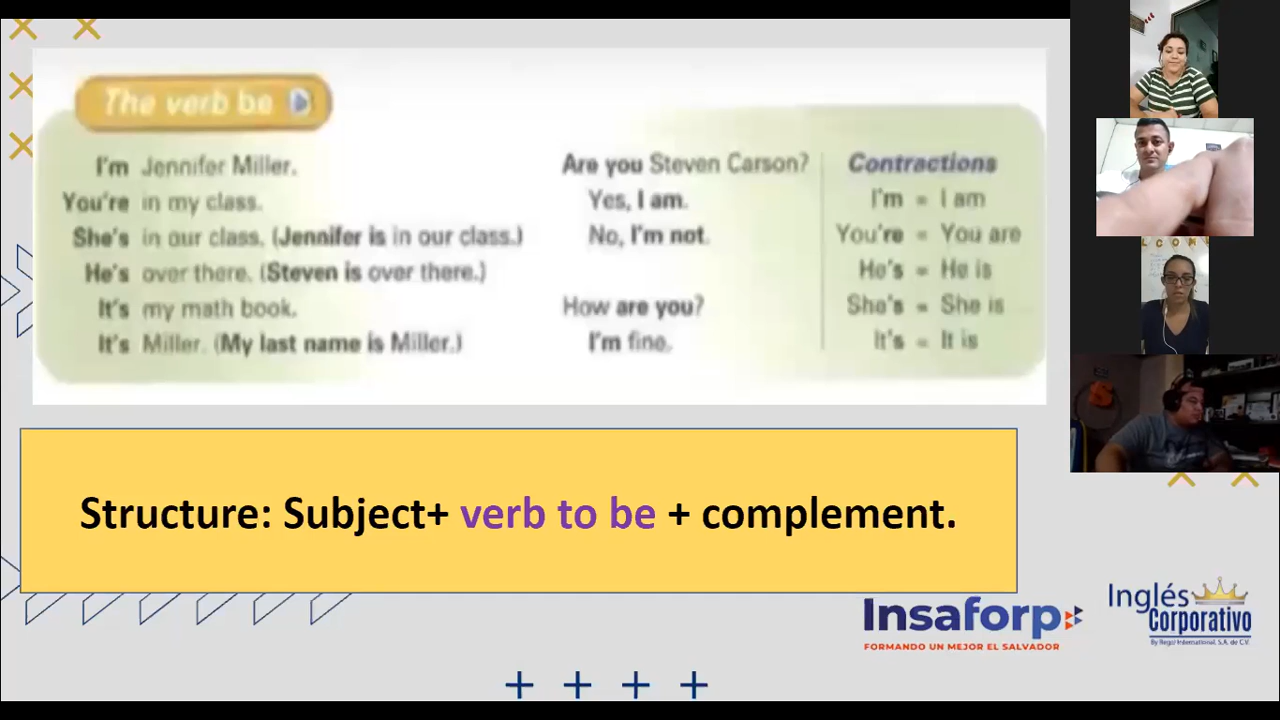 The verb be
I'm Jennifer Miller.
You're in my class.
She's in our class. (Jennifer is in our class.)
He's over there. (Steven is over there.)
It's my math book.
It's Miller. (My last name is Miller.)
Are you Steven Carson?
Yes, I am.
No, I'm not.
How are you?
I'm fine.
Contractions
I'm = I am
You're = You are
He's = He is
She's = She is
It's = It is
Structure: Subject+ verb to be + complement.
Insaforp
FORMANDO UN MEJOR EL SALVADOR
Inglés
Corporativo